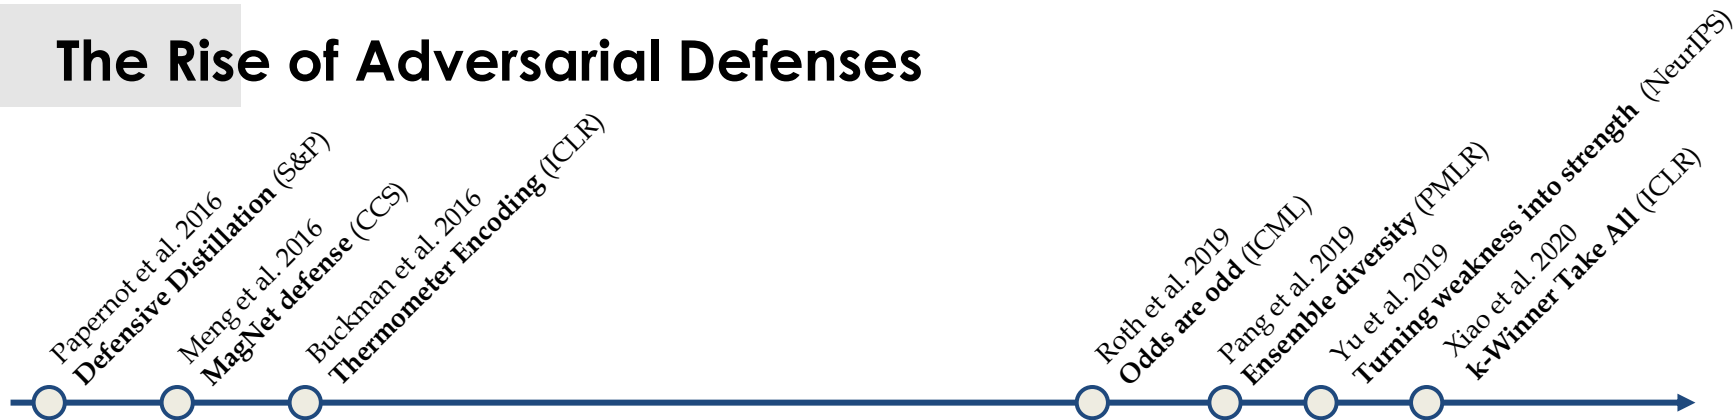 The Rise of Adversarial Defenses
Papernot et al. 2016
Defensive Distillation (S&P)
Meng et al. 2016
MagNet defense (CCS)
Buckman et al. 2016
Thermometer Encoding (ICLR)
Roth et al. 2019
Odds are odd (ICML)
Pang et al. 2019
Ensemble diversity (PMLR)
Yu et al. 2019
Turning weakness into strength (NeurIPS)
Xiao et al. 2020
k-Winner Take All (ICLR)